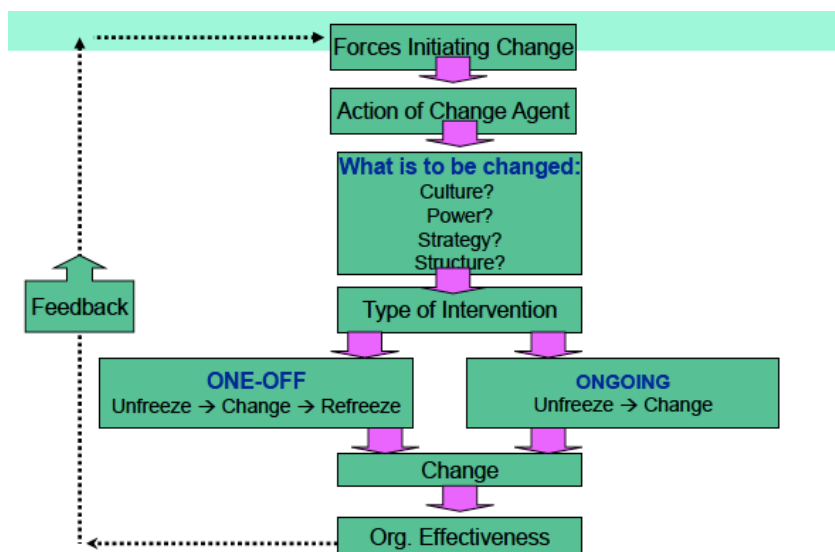 Forces Initiating Change
Action of Change Agent
What is to be changed:
Culture?
Power?
Strategy?
Structure?
Type of Intervention
Feedback
ONE-OFF
Unfreeze → Change → Refreeze
ONGOING
Unfreeze → Change
Change
Org. Effectiveness